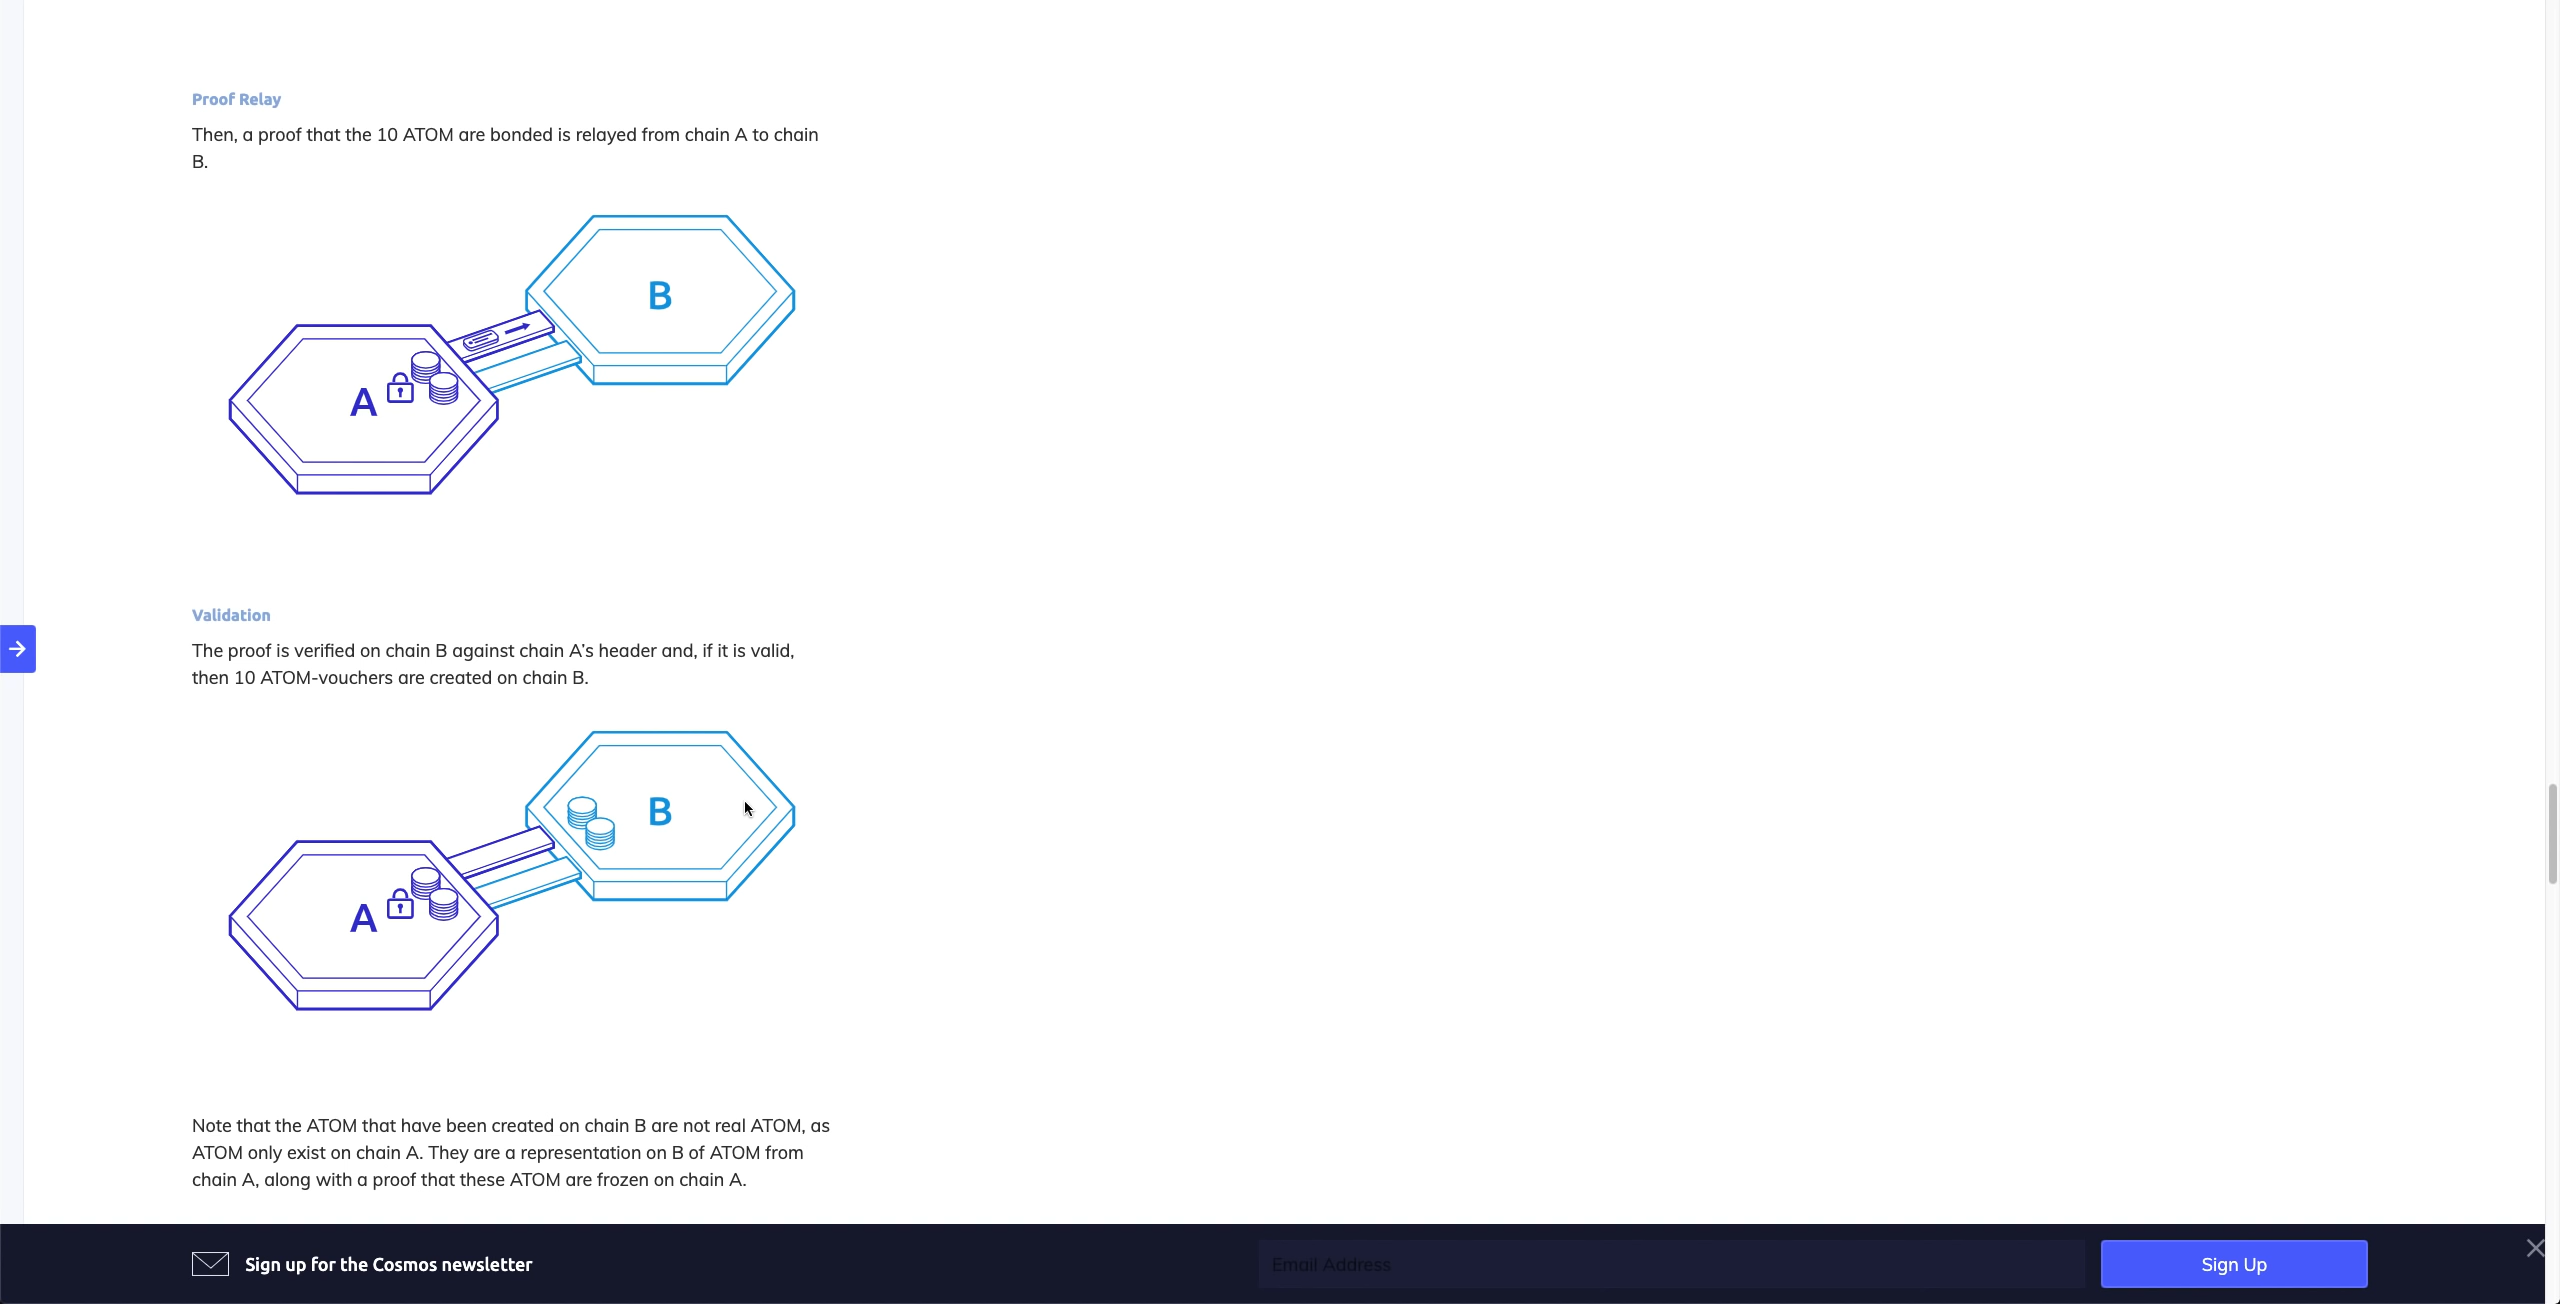 Proof Relay
Then, a proof that the 10 ATOM are bonded is relayed from chain A to chain
B.
B
A
Validation
The proof is verified on chain B against chain A’s header and, if it is valid,
then 10 ATOM-vouchers are created on chain B.
B
A
Note that the ATOM that have been created on chain B are not real ATOM, as
ATOM only exist on chain A. They are a representation on B of ATOM from
chain A, along with a proof that these ATOM are frozen on chain A.
Sign up for the Cosmos newsletter
Email Address
Sign Up